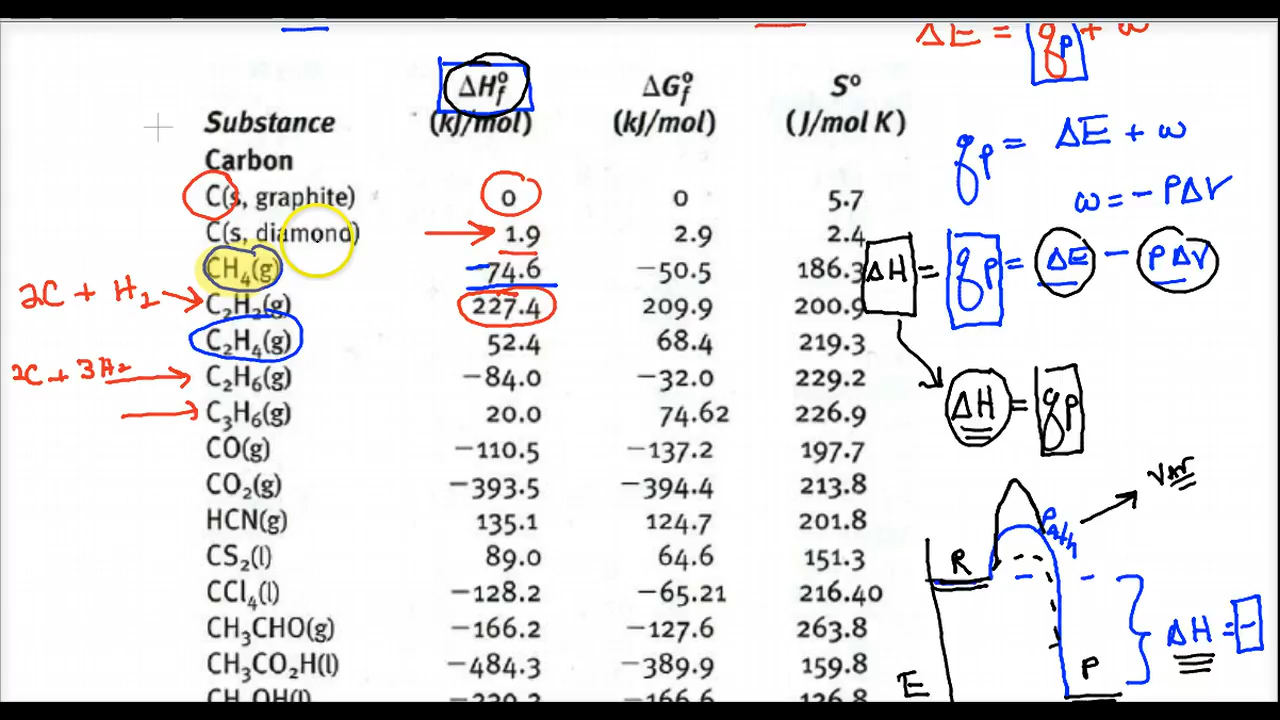 ΔE = qp + w
ΔHf° ΔGf° S°
Substance (kJ/mol) (kJ/mol) (J/mol K)
qp = ΔE + w
Carbon
C(s, graphite) 0 0 5.7
w = -PΔV
C(s, diamond) 1.9 2.9 2.4
CH4(g) -74.6 -50.5 186.3
ΔH = qp = ΔE - PΔV
2C + H2 → C2H2(g) 227.4 209.9 200.9
C2H4(g) 52.4 68.4 219.3
2C + 3H2 → C2H6(g) -84.0 -32.0 229.2
C3H6(g) 20.0 74.62 226.9
ΔH = qp
CO(g) -110.5 -137.2 197.7
CO2(g) -393.5 -394.4 213.8
HCN(g) 135.1 124.7 201.8
Path
CS2(l) 89.0 64.6 151.3
R
CCl4(l) -128.2 -65.21 216.40
CH3CHO(g) -166.2 -127.6 263.8
ΔH = -
CH3CO2H(l) -484.3 -389.9 159.8
E P